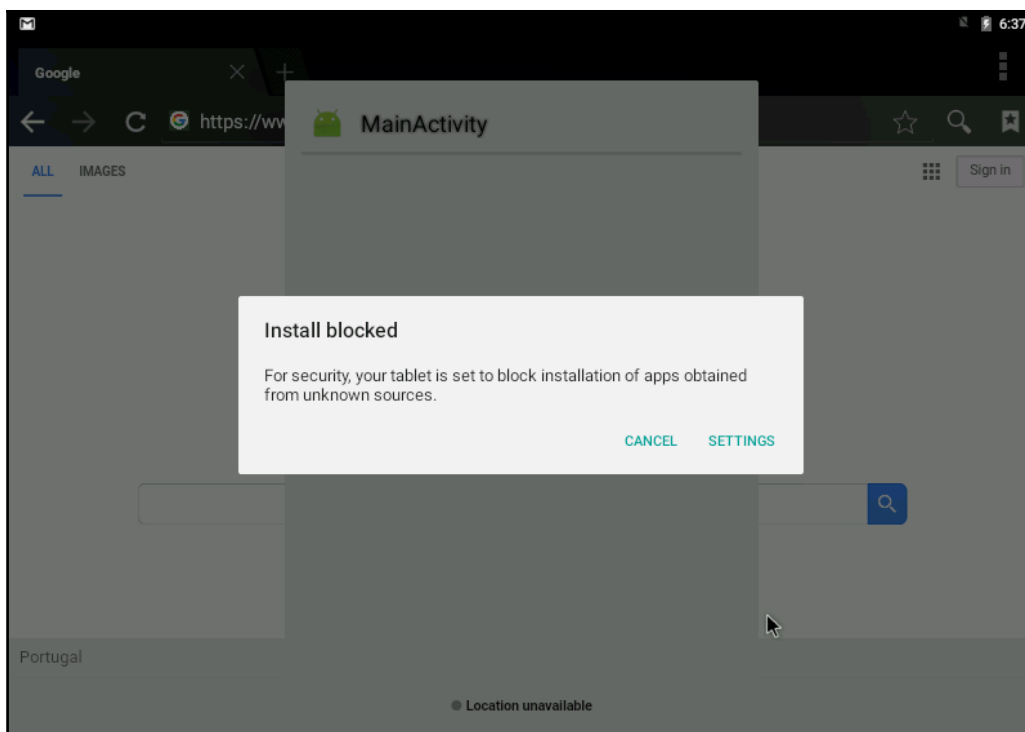 6:37
Google
https://ww
MainActivity
ALL IMAGES
Sign in
Install blocked
For security, your tablet is set to block installation of apps obtained
from unknown sources.
CANCEL SETTINGS
Portugal
Location unavailable